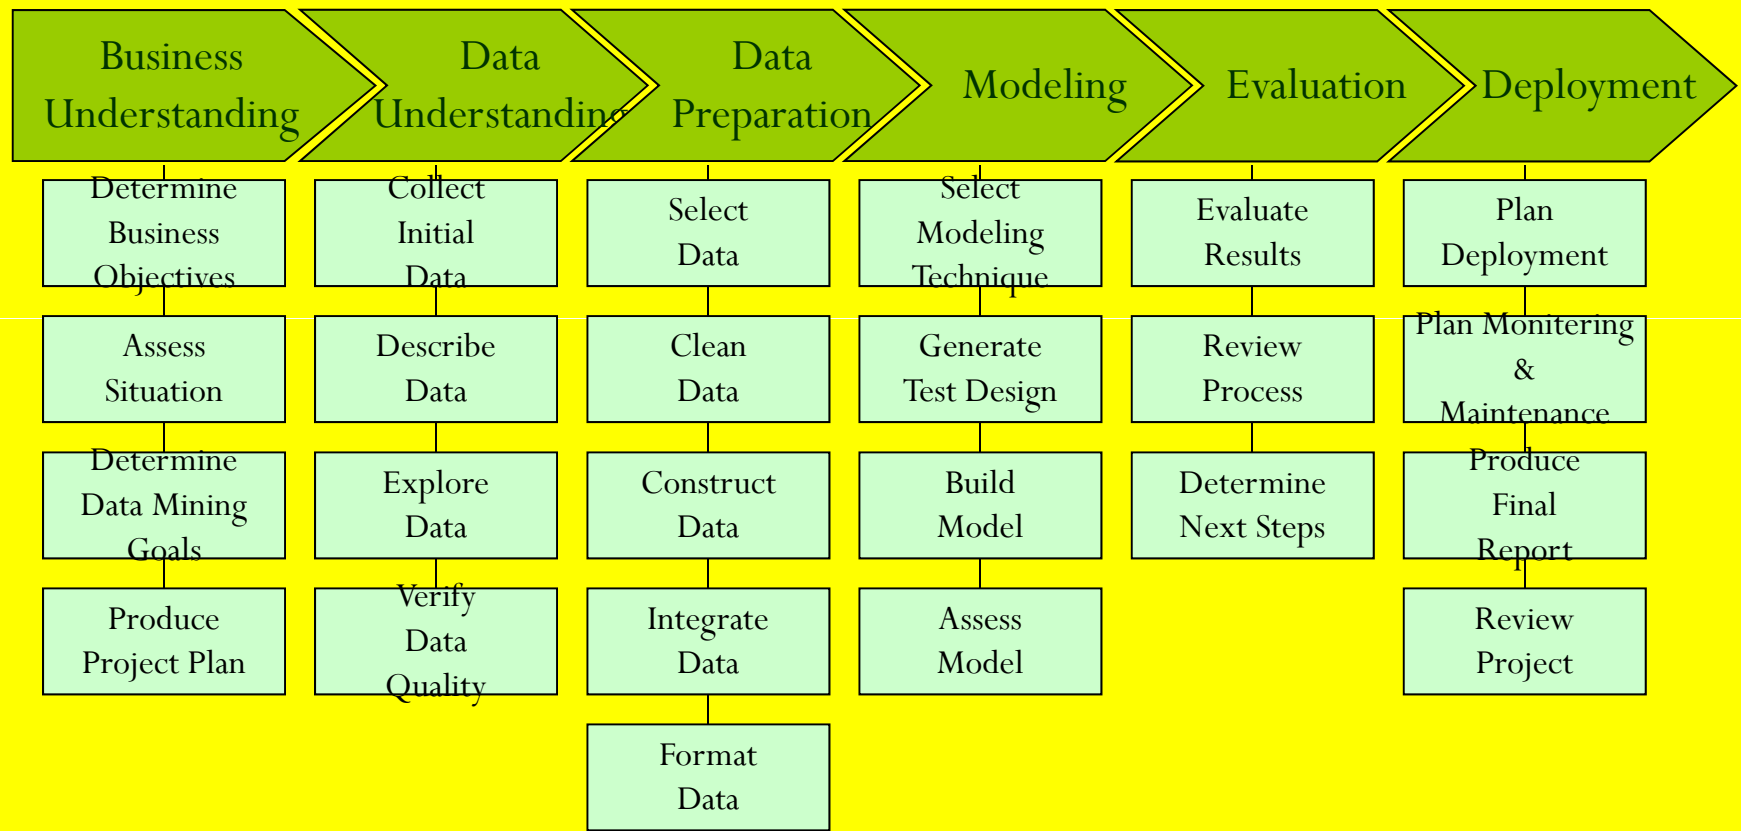 Business
Understanding
Data
Understanding
Data
Preparation
Modeling
Evaluation
Deployment
Determine
Business
Objectives
Assess
Situation
Determine
Data Mining
Goals
Produce
Project Plan
Collect
Initial
Data
Describe
Data
Explore
Data
Verify
Data
Quality
Select
Data
Clean
Data
Construct
Data
Integrate
Data
Format
Data
Select
Modeling
Technique
Generate
Test Design
Build
Model
Assess
Model
Evaluate
Results
Review
Process
Determine
Next Steps
Plan
Deployment
Plan Monitering
&
Maintenance
Produce
Final
Report
Review
Project